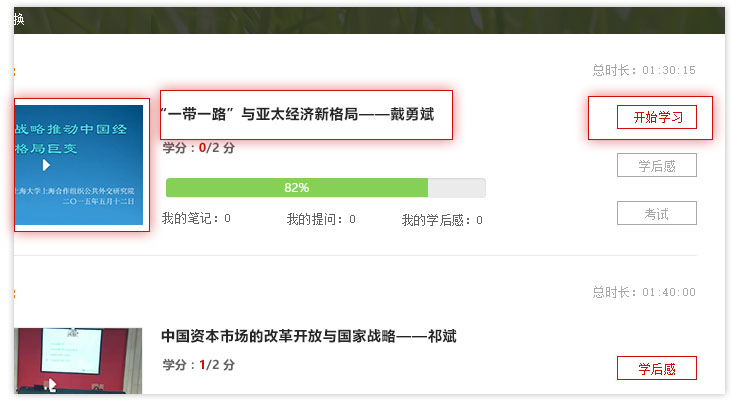 换
总时长：01:30:15
战略推动中国经
格局巨变
上海大学上海合作组织公共外交研究院
二〇一五年五月十二日
“一带一路”与亚太经济新格局——戴勇斌
学分：0/2 分
82%
我的笔记：0
我的提问：0
我的学后感：0
开始学习
学后感
考试
总时长：01:40:00
中国资本市场的改革开放与国家战略——祁斌
学分：1/2 分
学后感